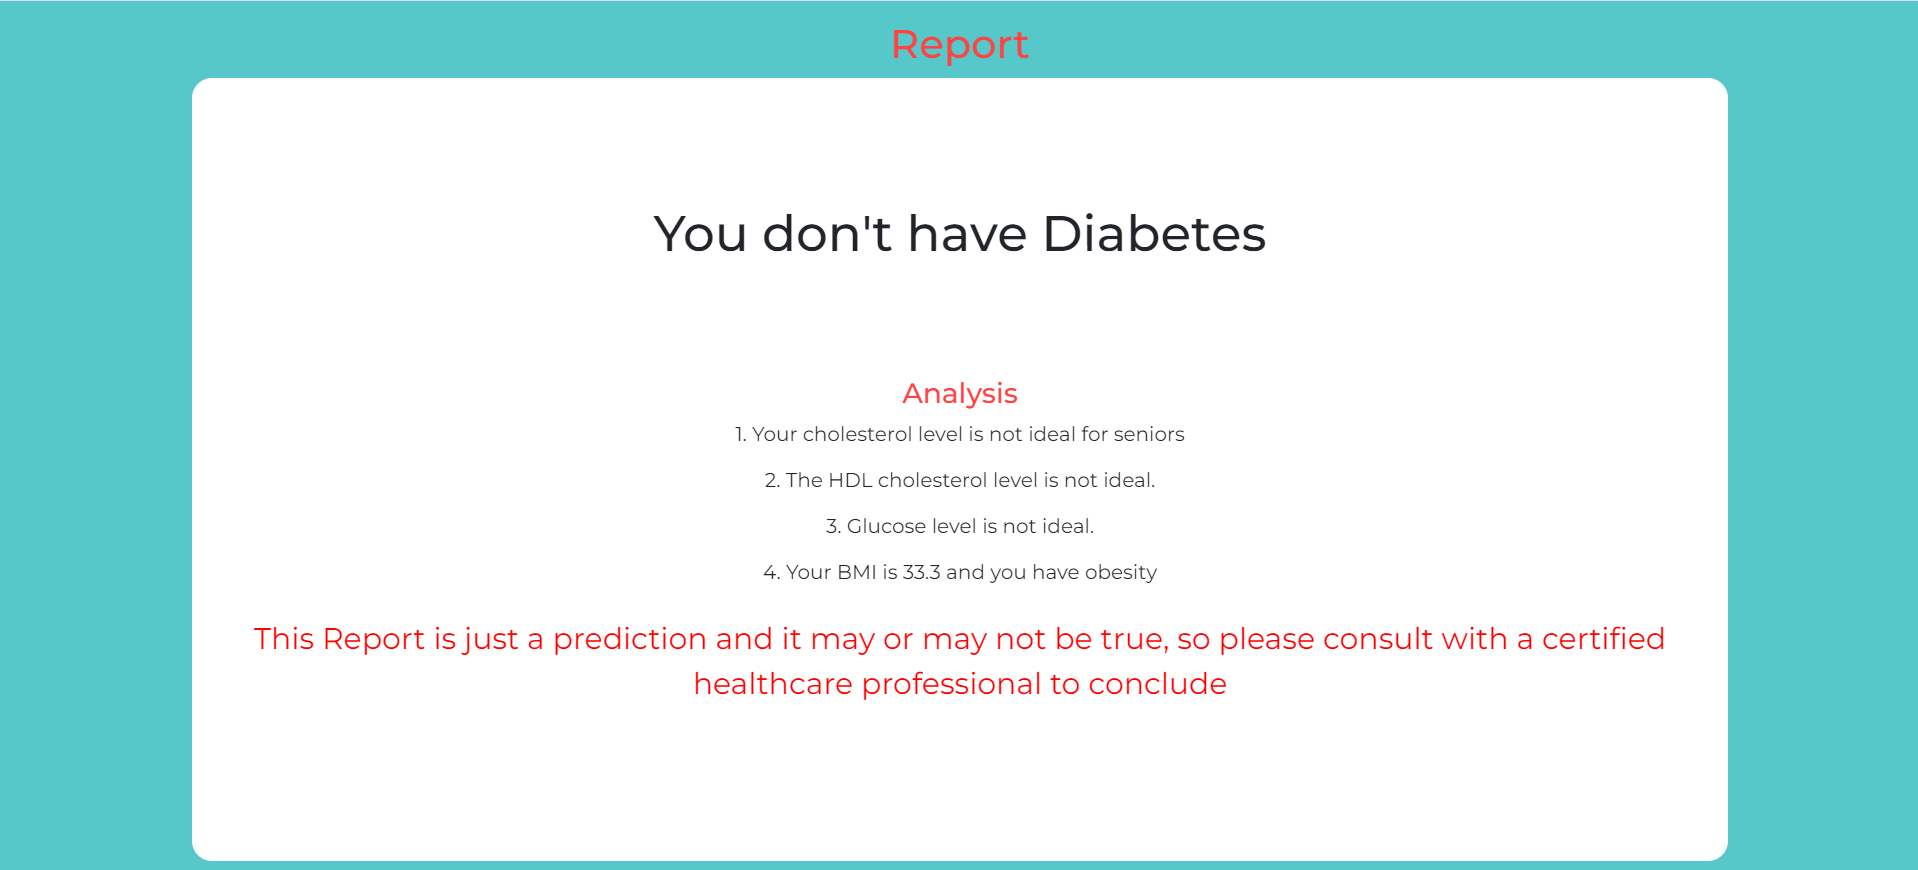 Report
You don't have Diabetes
Analysis
1. Your cholesterol level is not ideal for seniors
2. The HDL cholesterol level is not ideal.
3. Glucose level is not ideal.
4. Your BMI is 33.3 and you have obesity
This Report is just a prediction and it may or may not be true, so please consult with a certified
healthcare professional to conclude